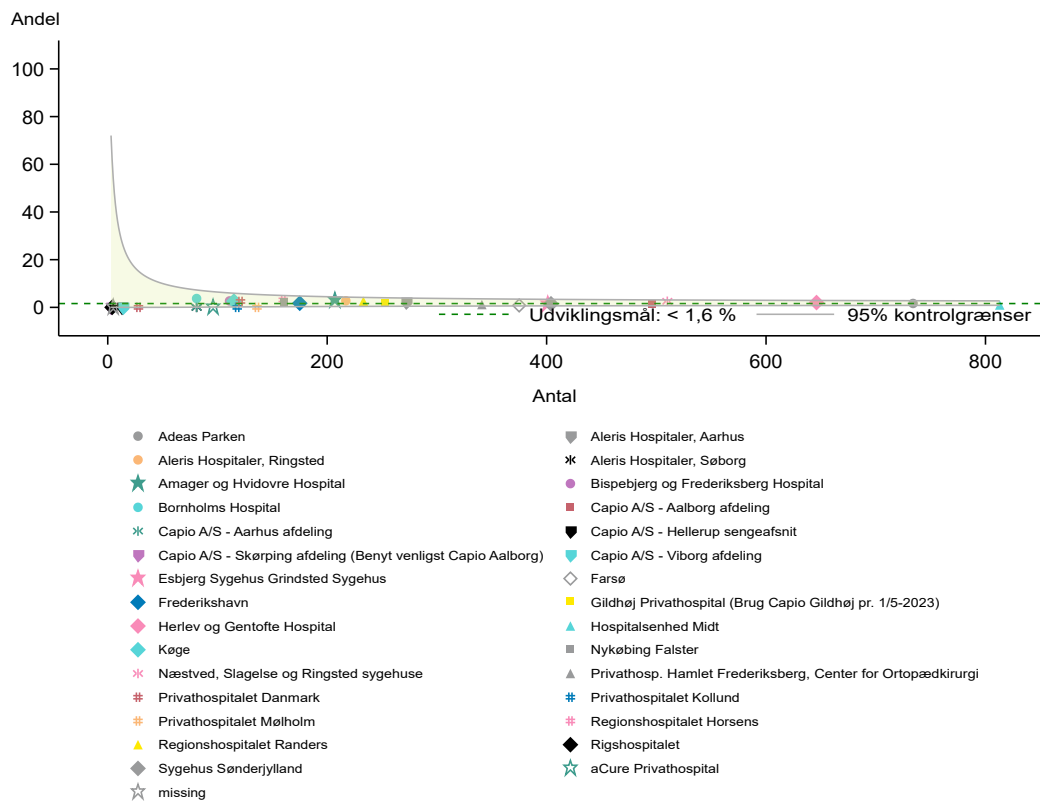 Andel
100
80
60
40
20
0
Udviklingsmål: < 1,6 % 95% kontrolgrænser
0 200 400 600 800
Antal
Adeas Parken Aleris Hospitaler, Aarhus
Aleris Hospitaler, Ringsted Aleris Hospitaler, Søborg
Amager og Hvidovre Hospital Bispebjerg og Frederiksberg Hospital
Bornholms Hospital Capio A/S - Aalborg afdeling
Capio A/S - Aarhus afdeling Capio A/S - Hellerup sengeafsnit
Capio A/S - Skørping afdeling (Benyt venligst Capio Aalborg) Capio A/S - Viborg afdeling
Esbjerg Sygehus Grindsted Sygehus Farsø
Frederikshavn Gildhøj Privathospital (Brug Capio Gildhøj pr. 1/5-2023)
Herlev og Gentofte Hospital Hospitalsenhed Midt
Køge Nykøbing Falster
Næstved, Slagelse og Ringsted sygehuse Privathosp. Hamlet Frederiksberg, Center for Ortopædkirurgi
Privathospitalet Danmark Privathospitalet Kollund
Privathospitalet Mølholm Regionshospitalet Horsens
Regionshospitalet Randers Rigshospitalet
Sygehus Sønderjylland aCure Privathospital
missing